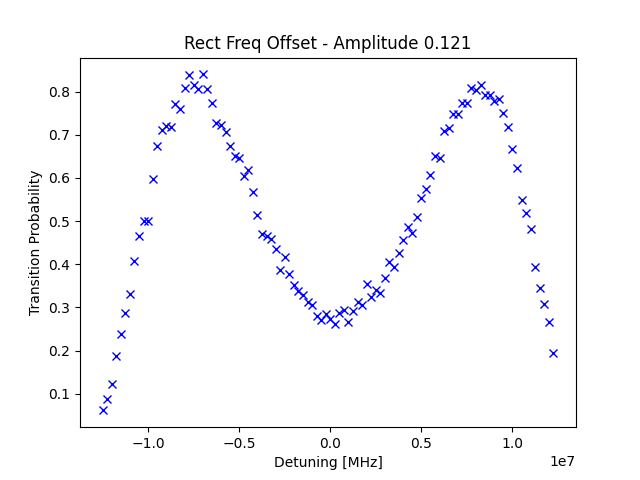 Rect Freq Offset - Amplitude 0.121
Transition Probability
0.8
0.7
0.6
0.5
0.4
0.3
0.2
0.1
−1.0 −0.5 0.0 0.5 1.0
1e7
Detuning [MHz]